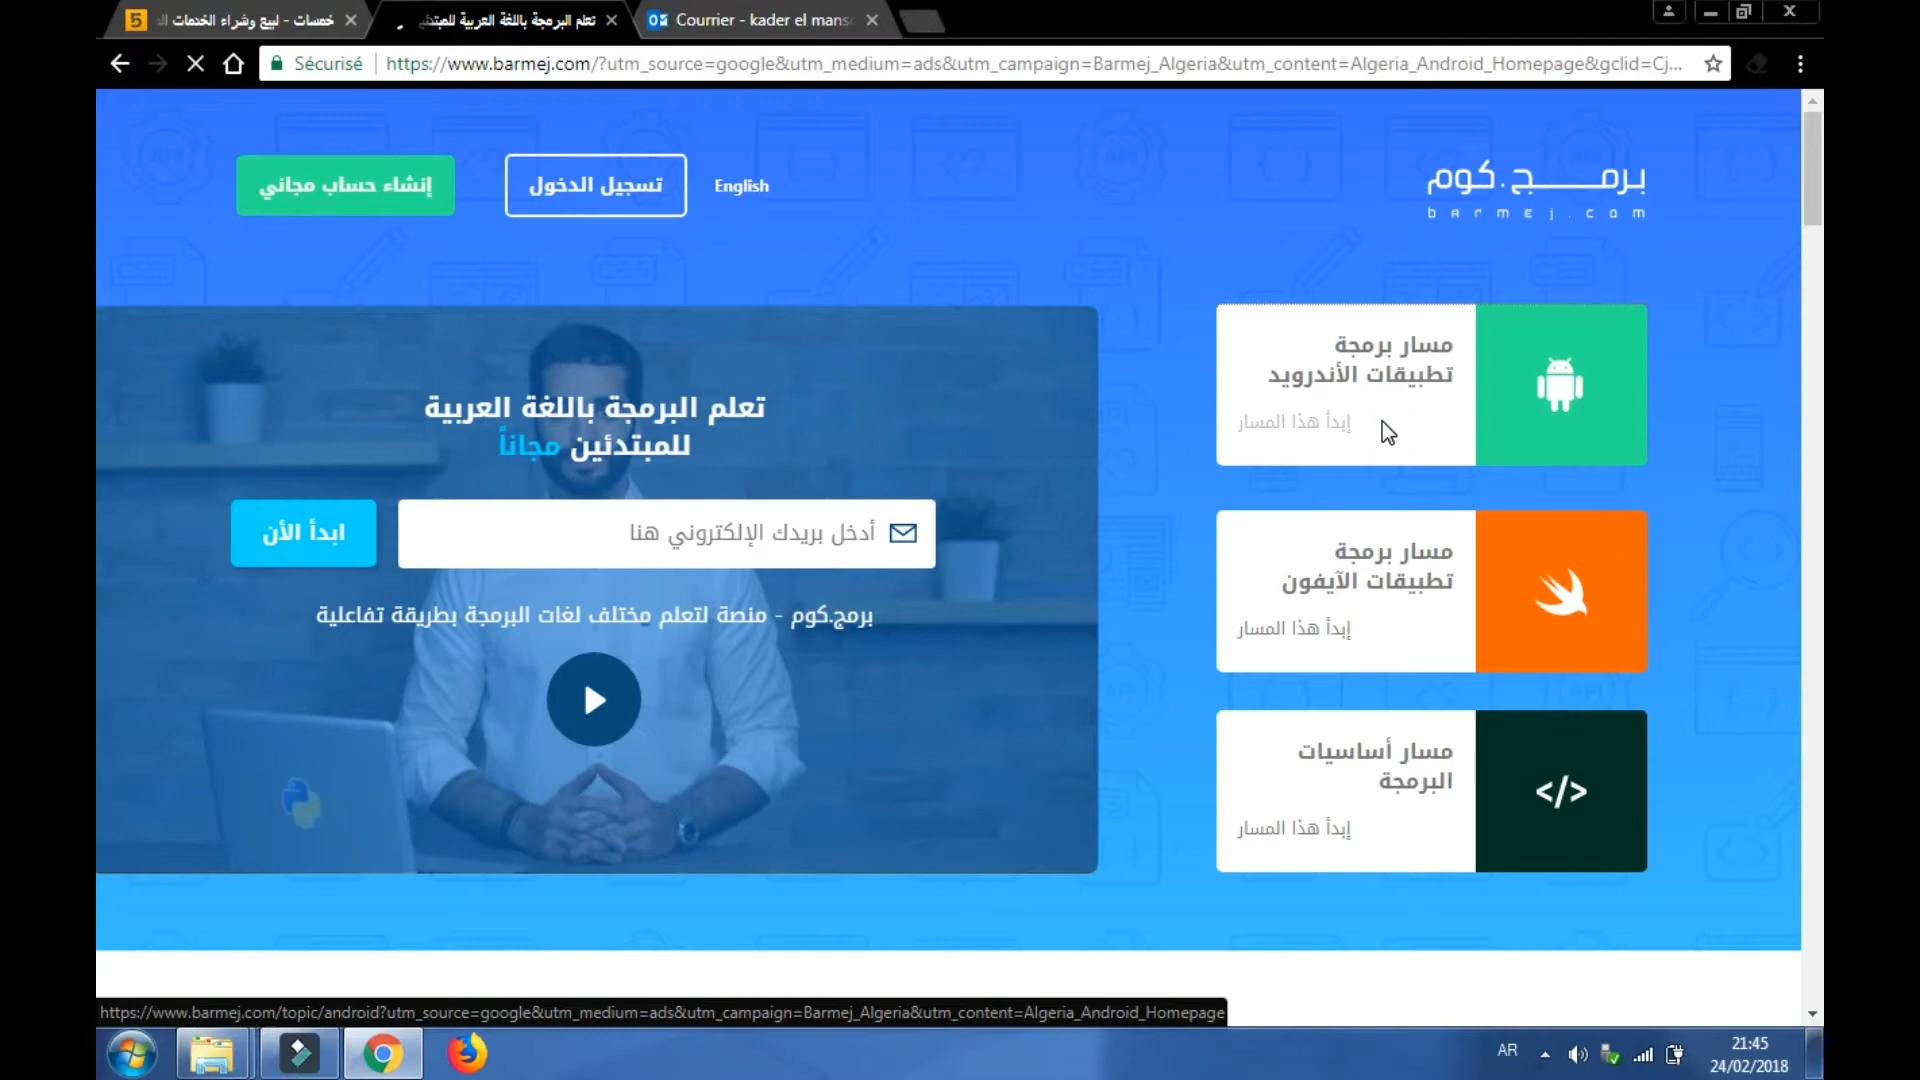 خمسات - لبيع وشراء الخدمات
تعلم البرمجة باللغة العربية للمبتدئين
Courrier - kader el mans
Sécurisé
https://www.barmej.com/?utm_source=google&utm_medium=ads&utm_campaign=Barmej_Algeria&utm_content=Algeria_Android_Homepage&gclid=Cj...
برمـــــج.كوم
barmej.com
English
تسجيل الدخول
إنشاء حساب مجاني
مسار برمجة
تطبيقات الأندرويد
إبدأ هذا المسار
مسار برمجة
تطبيقات الآيفون
إبدأ هذا المسار
مسار أساسيات
البرمجة
إبدأ هذا المسار
</>
تعلم البرمجة باللغة العربية
للمبتدئين مجاناً
أدخل بريدك الإلكتروني هنا
ابدأ الأن
برمج.كوم - منصة لتعلم مختلف لغات البرمجة بطريقة تفاعلية
https://www.barmej.com/topic/android?utm_source=google&utm_medium=ads&utm_campaign=Barmej_Algeria&utm_content=Algeria_Android_Homepage
AR
21:45
24/02/2018